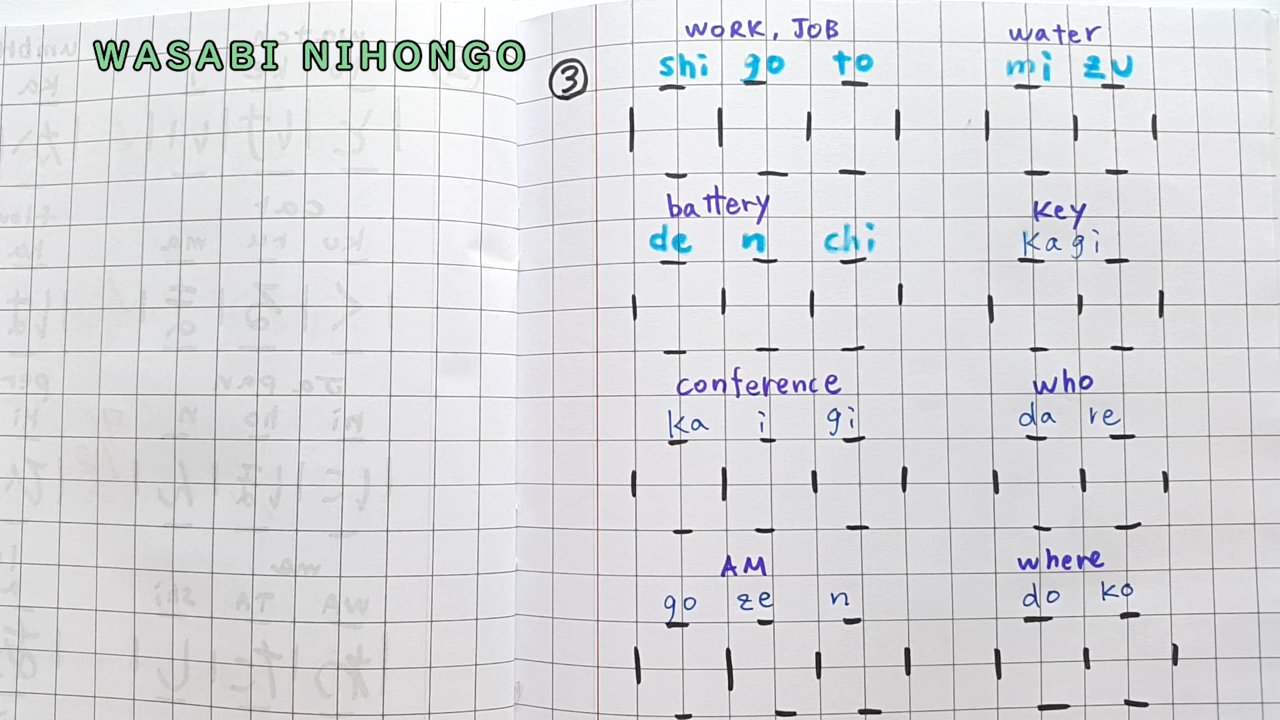 WASABI NIHONGO
③
WORK, JOB
shi go to
water
mi zu
battery
de n chi
Key
Ka gi
conference
ka i gi
who
da re
AM
go ze n
where
do ko